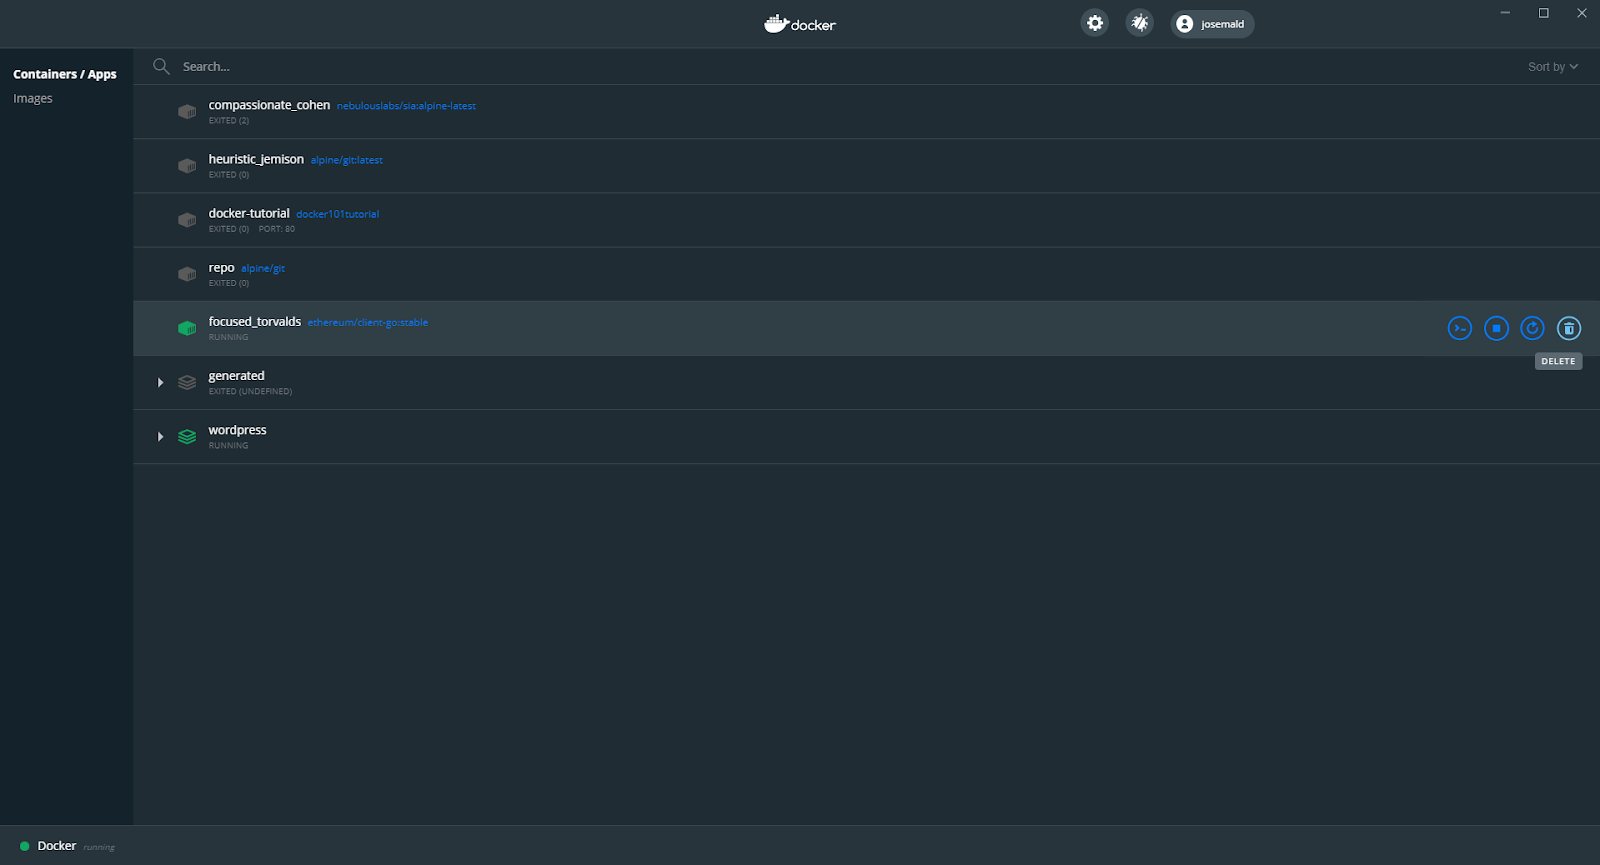 docker
josemald
Containers / Apps
Images
Search...
Sort by
compassionate_cohen nebulouslabs/sia:alpine-latest
EXITED (2)
heuristic_jemison alpine/git:latest
EXITED (0)
docker-tutorial docker101tutorial
EXITED (0) PORT: 80
repo alpine/git
EXITED (0)
focused_torvalds ethereum/client-go:stable
RUNNING
DELETE
generated
EXITED (UNDEFINED)
wordpress
RUNNING
Docker running